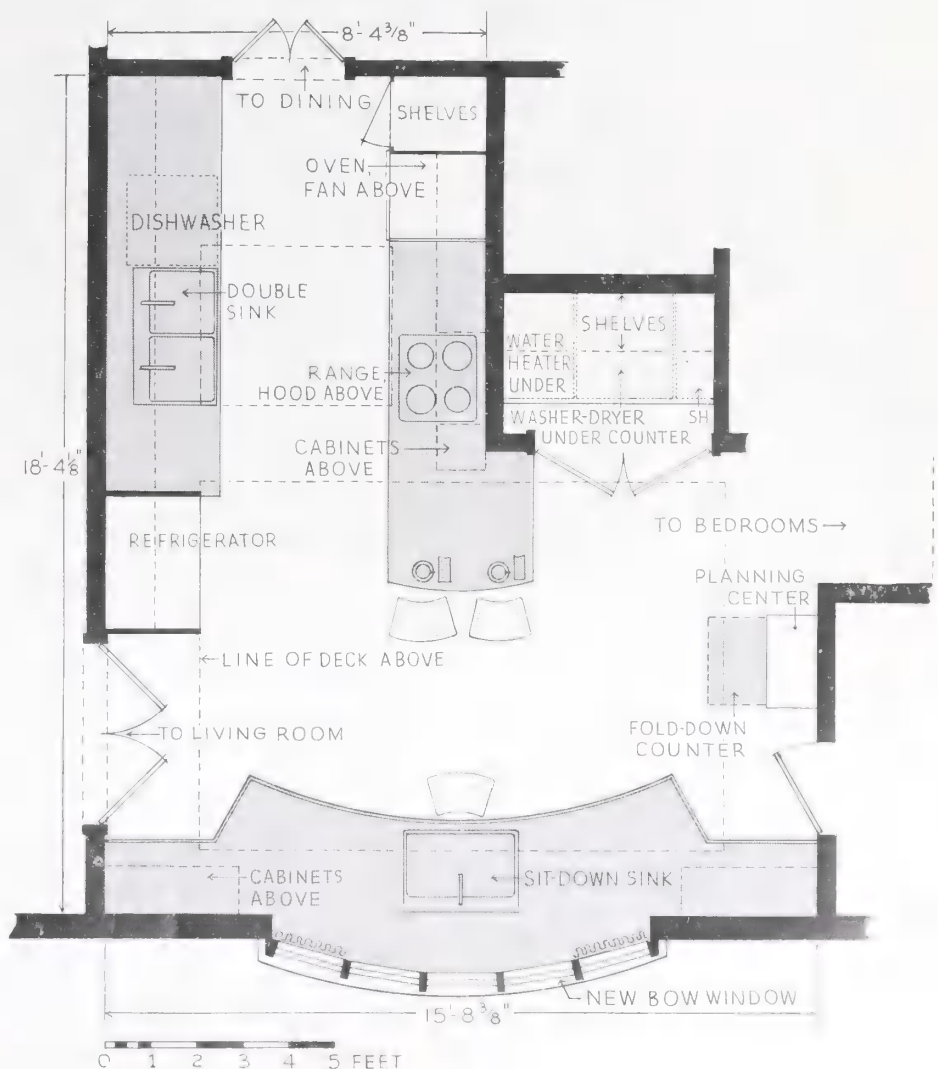 8'-4 3/8"
TO DINING
SHELVES
OVEN,
FAN ABOVE
DISHWASHER
DOUBLE
SINK
SHELVES
WATER
HEATER
UNDER
RANGE,
HOOD ABOVE
WASHER-DRYER
UNDER COUNTER
SH
CABINETS
ABOVE
18'-4 1/8"
REFRIGERATOR
TO BEDROOMS
PLANNING
CENTER
LINE OF DECK ABOVE
TO LIVING ROOM
FOLD-DOWN
COUNTER
CABINETS
ABOVE
SIT-DOWN SINK
NEW BOW WINDOW
15'-8 3/8"
0 1 2 3 4 5 FEET